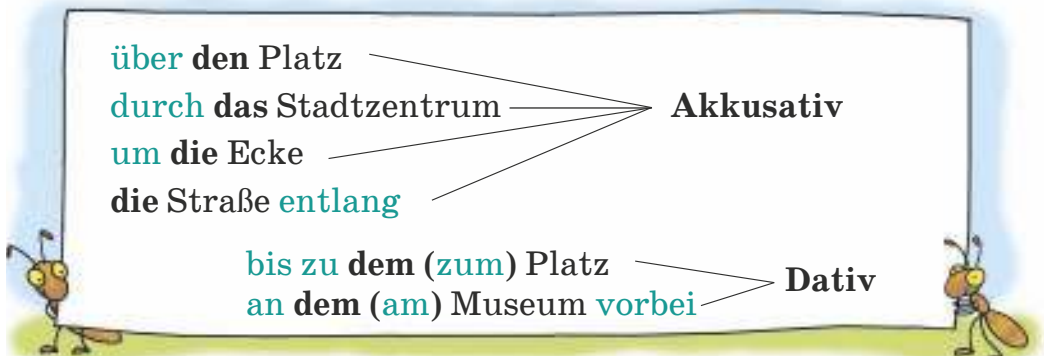 über den Platz
durch das Stadtzentrum
Akkusativ
um die Ecke
die Straße entlang
bis zu dem (zum) Platz
Dativ
an dem (am) Museum vorbei